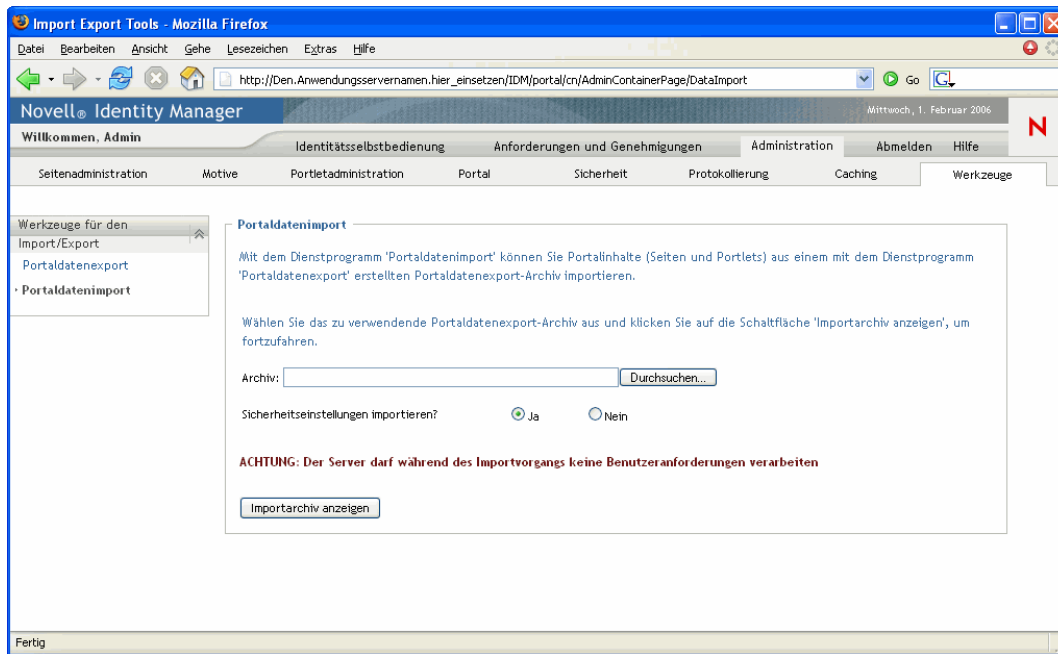 Import Export Tools - Mozilla Firefox
Datei Bearbeiten Ansicht Gehe Lesezeichen Extras Hilfe
http://Den.Anwendungsservernamen.hier_einsetzen/IDM/portal/cn/AdminContainerPage/DataImport Go G
Novell® Identity Manager Mittwoch, 1. Februar 2006
N
Willkommen, Admin
Identitätsselbstbedienung Anforderungen und Genehmigungen Administration Abmelden Hilfe
Seitenadministration Motive Portletadministration Portal Sicherheit Protokollierung Caching Werkzeuge
Werkzeuge für den
Import/Export
Portaldatenexport
Portaldatenimport
Portaldatenimport
Mit dem Dienstprogramm 'Portaldatenimport' können Sie Portalinhalte (Seiten und Portlets) aus einem mit dem Dienstprogramm
'Portaldatenexport' erstellten Portaldatenexport-Archiv importieren.
Wählen Sie das zu verwendende Portaldatenexport-Archiv aus und klicken Sie auf die Schaltfläche 'Importarchiv anzeigen', um
fortzufahren.
Archiv: Durchsuchen...
Sicherheitseinstellungen importieren? Ja Nein
ACHTUNG: Der Server darf während des Importvorgangs keine Benutzeranforderungen verarbeiten
Importarchiv anzeigen
Fertig